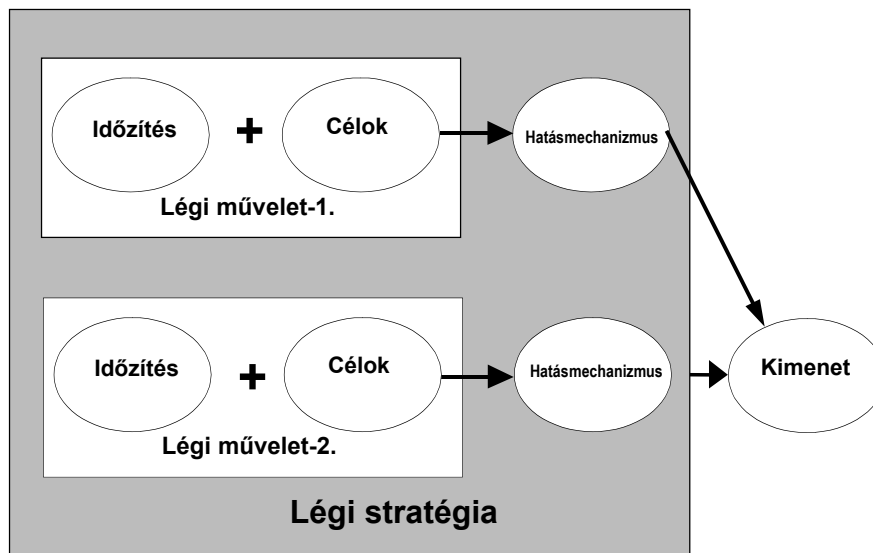 Időzítés + Célok
Hatásmechanizmus
Légi művelet-1.
Időzítés + Célok
Hatásmechanizmus
Kimenet
Légi művelet-2.
Légi stratégia